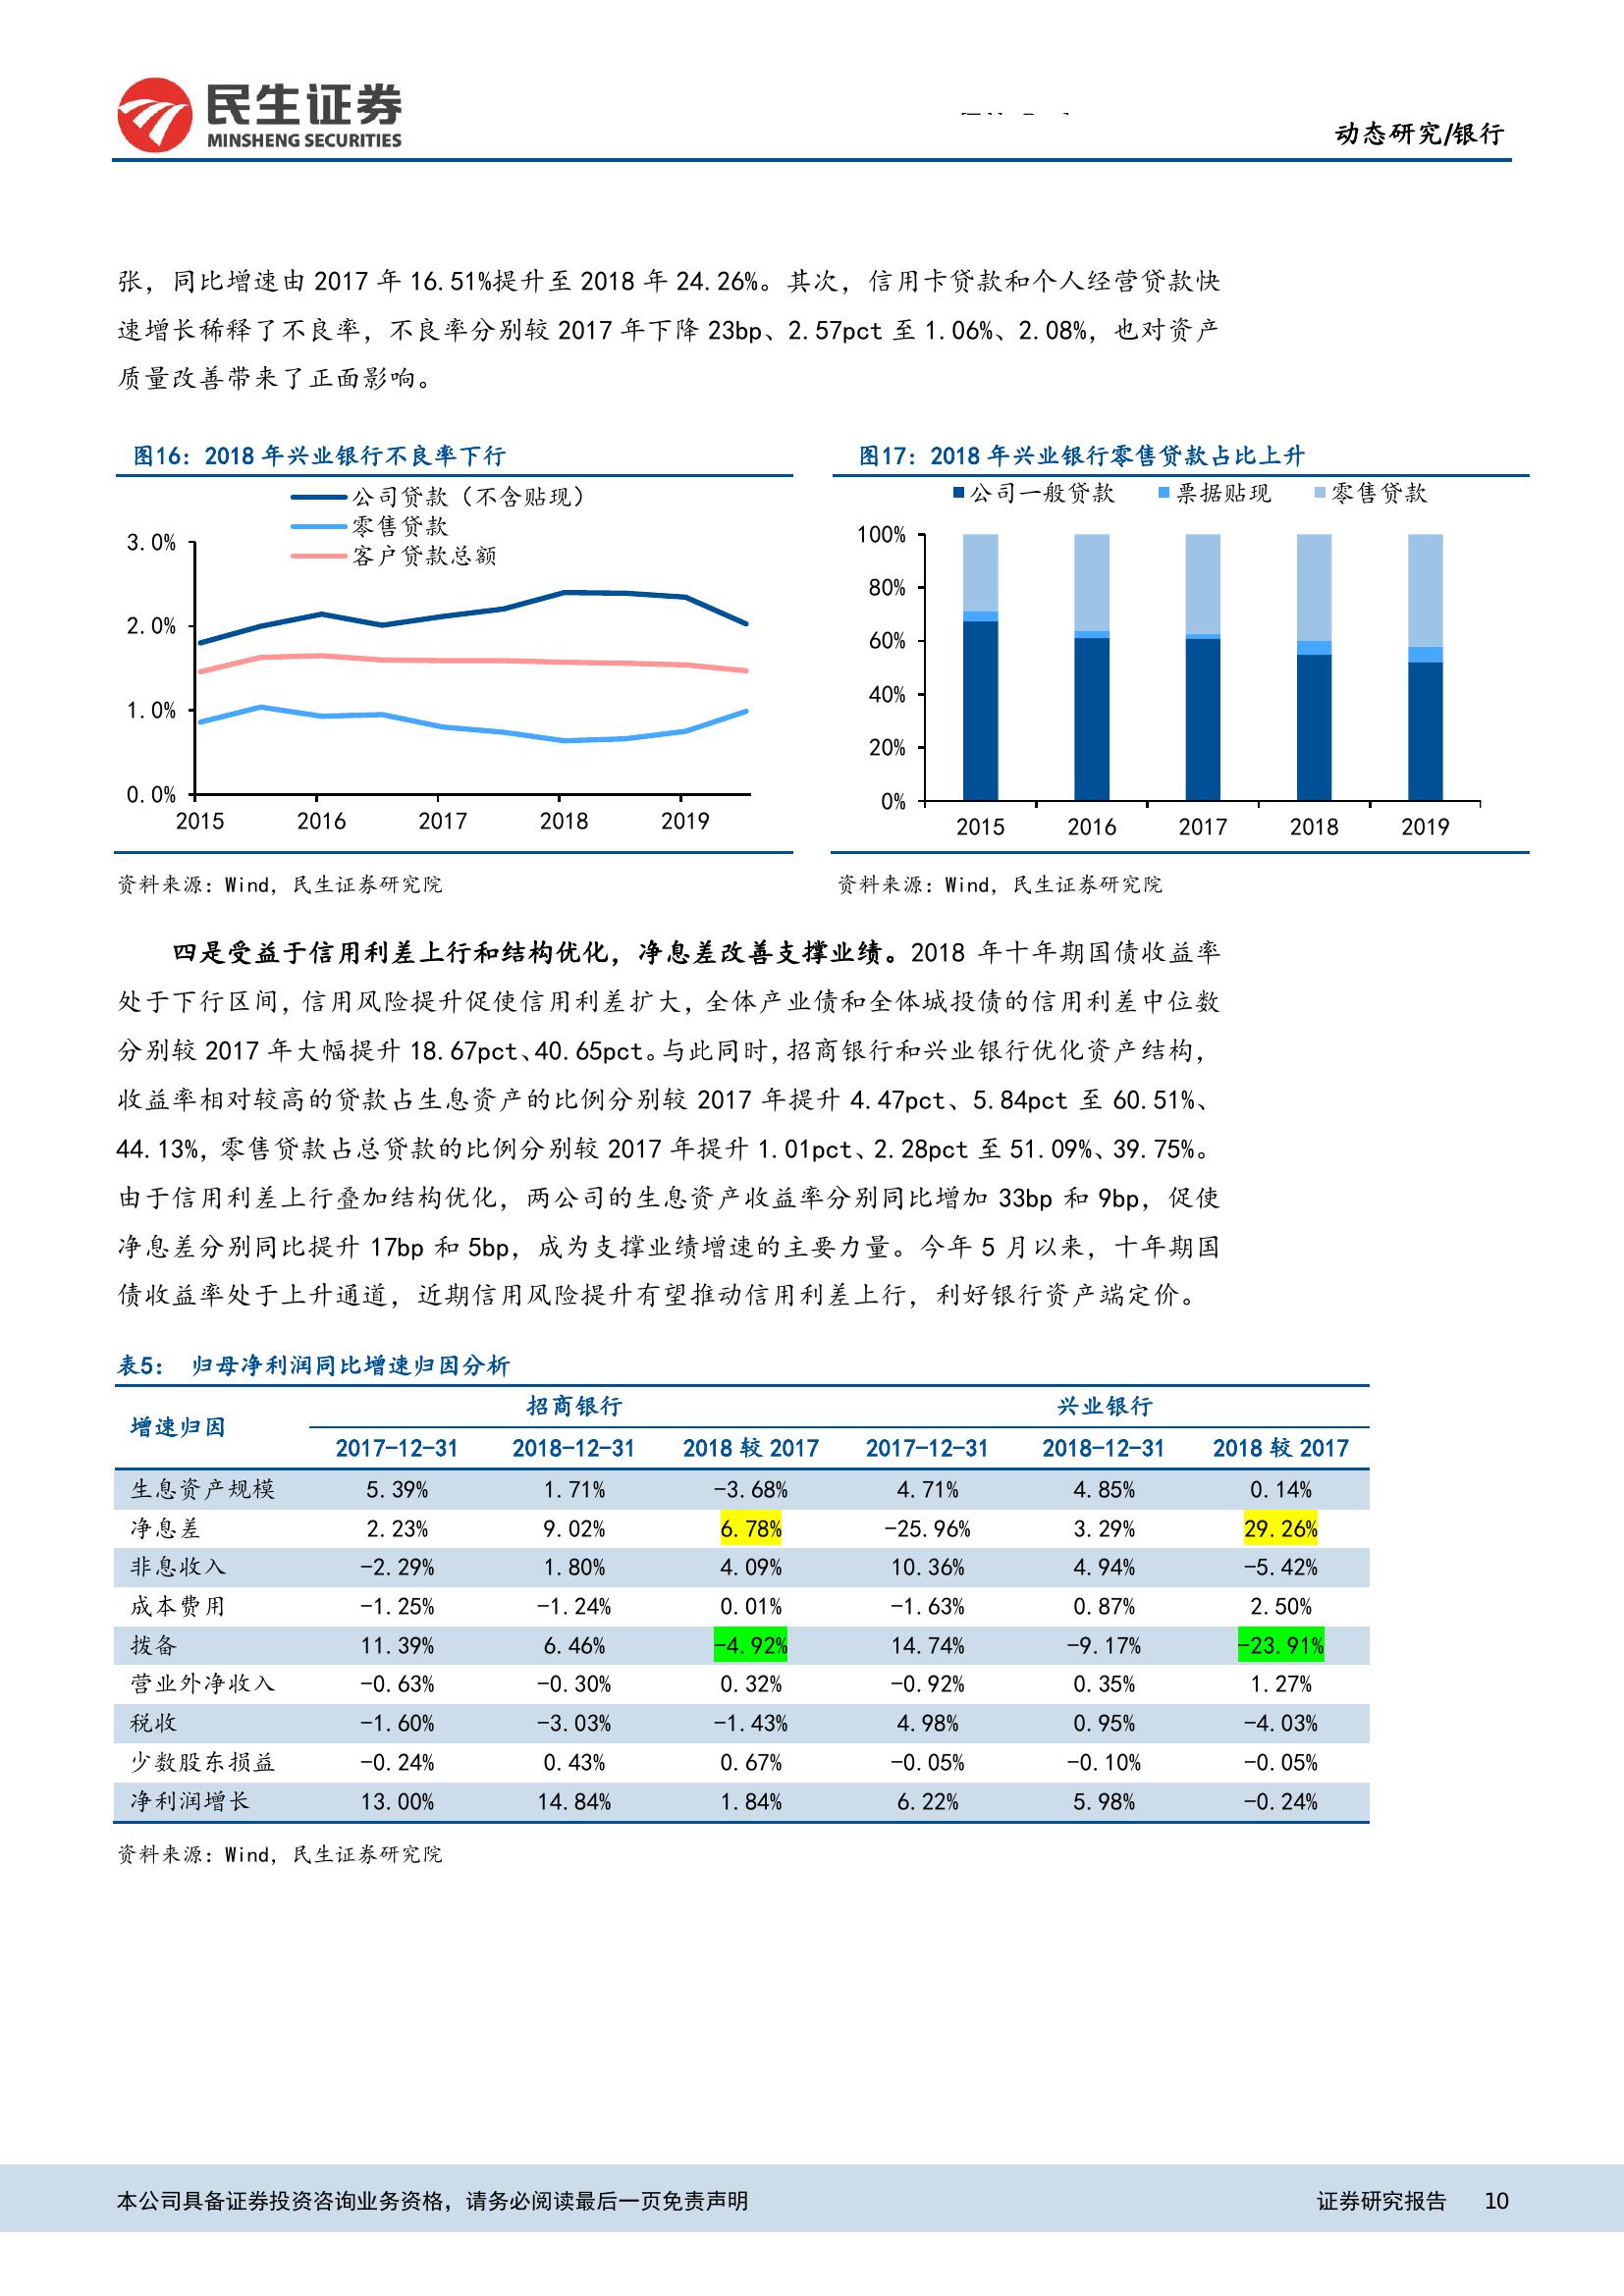 民生证券
MINSHENG SECURITIES
动态研究/银行
张，同比增速由 2017 年 16.51%提升至 2018 年 24.26%。其次，信用卡贷款和个人经营贷款快
速增长稀释了不良率，不良率分别较 2017 年下降 23bp、2.57pct 至 1.06%、2.08%，也对资产
质量改善带来了正面影响。
图16：2018 年兴业银行不良率下行
公司贷款（不含贴现）
零售贷款
客户贷款总额
3.0%
2.0%
1.0%
0.0%
2015 2016 2017 2018 2019
资料来源：Wind，民生证券研究院
图17：2018 年兴业银行零售贷款占比上升
公司一般贷款 票据贴现 零售贷款
100%
80%
60%
40%
20%
0%
2015 2016 2017 2018 2019
资料来源：Wind，民生证券研究院
四是受益于信用利差上行和结构优化，净息差改善支撑业绩。2018 年十年期国债收益率
处于下行区间，信用风险提升促使信用利差扩大，全体产业债和全体城投债的信用利差中位数
分别较 2017 年大幅提升 18.67pct、40.65pct。与此同时，招商银行和兴业银行优化资产结构，
收益率相对较高的贷款占生息资产的比例分别较 2017 年提升 4.47pct、5.84pct 至 60.51%、
44.13%，零售贷款占总贷款的比例分别较 2017 年提升 1.01pct、2.28pct 至 51.09%、39.75%。
由于信用利差上行叠加结构优化，两公司的生息资产收益率分别同比增加 33bp 和 9bp，促使
净息差分别同比提升 17bp 和 5bp，成为支撑业绩增速的主要力量。今年 5 月以来，十年期国
债收益率处于上升通道，近期信用风险提升有望推动信用利差上行，利好银行资产端定价。
表5： 归母净利润同比增速归因分析
增速归因 招商银行 兴业银行
2017-12-31 2018-12-31 2018 较 2017 2017-12-31 2018-12-31 2018 较 2017
生息资产规模 5.39% 1.71% -3.68% 4.71% 4.85% 0.14%
净息差 2.23% 9.02% 6.78% -25.96% 3.29% 29.26%
非息收入 -2.29% 1.80% 4.09% 10.36% 4.94% -5.42%
成本费用 -1.25% -1.24% 0.01% -1.63% 0.87% 2.50%
拨备 11.39% 6.46% -4.92% 14.74% -9.17% -23.91%
营业外净收入 -0.63% -0.30% 0.32% -0.92% 0.35% 1.27%
税收 -1.60% -3.03% -1.43% 4.98% 0.95% -4.03%
少数股东损益 -0.24% 0.43% 0.67% -0.05% -0.10% -0.05%
净利润增长 13.00% 14.84% 1.84% 6.22% 5.98% -0.24%
资料来源：Wind，民生证券研究院
本公司具备证券投资咨询业务资格，请务必阅读最后一页免责声明
证券研究报告 10